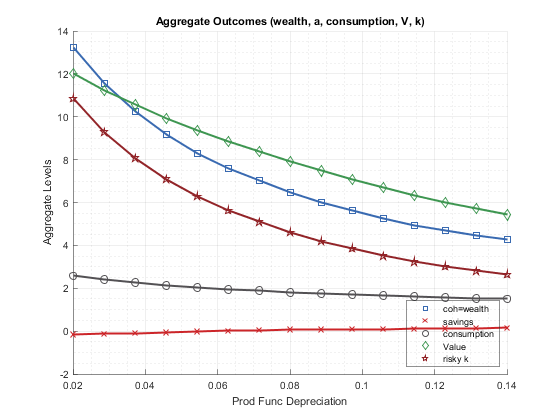 Aggregate Outcomes (wealth, a, consumption, V, k)
14
12
10
8
6
4
2
0
-2
Aggregate Levels
0.02
0.04
0.06
0.08
0.1
0.12
0.14
Prod Func Depreciation
coh=wealth
savings
consumption
Value
risky k